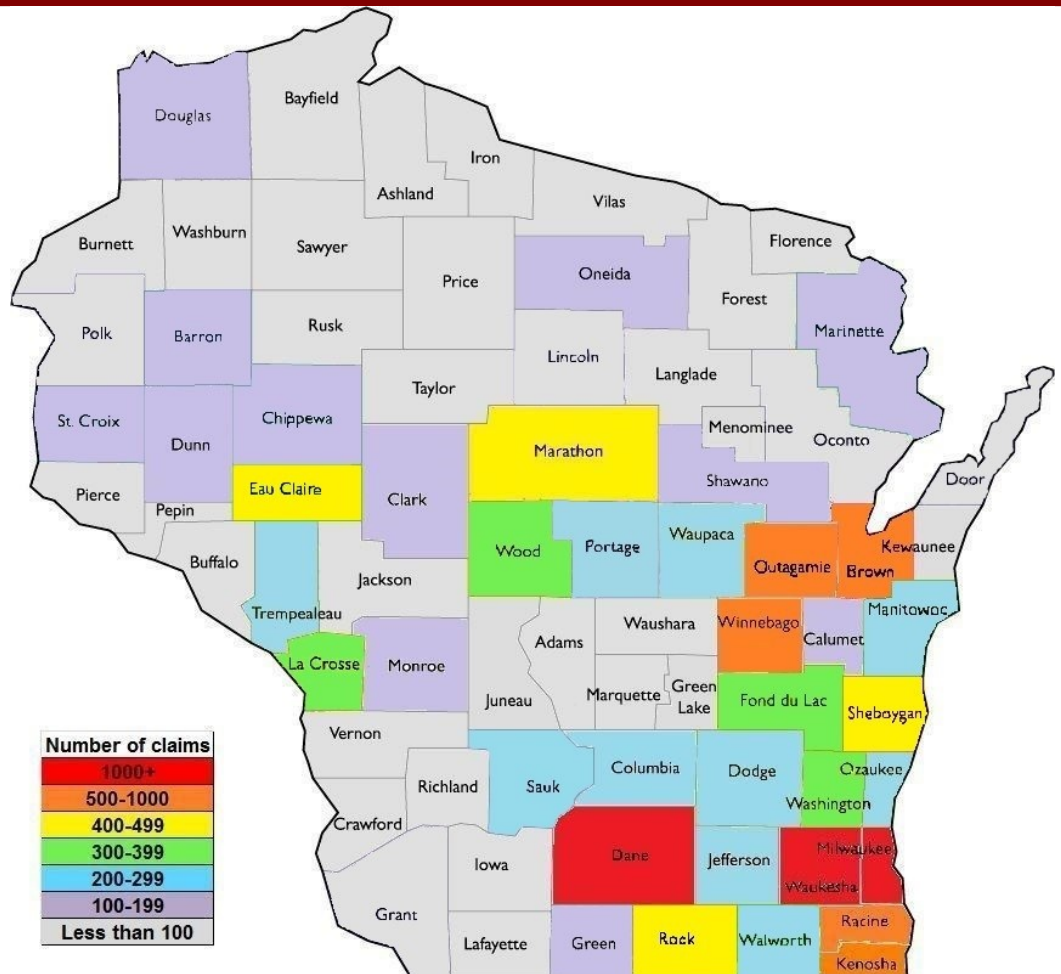 Bayfield
Douglas
Iron
Ashland
Vilas
Washburn
Burnett
Sawyer
Florence
Oneida
Price
Forest
Rusk
Polk
Barron
Marinette
Lincoln
Langlade
Taylor
St. Croix
Chippewa
Menominee
Dunn
Oconto
Marathon
Door
Shawano
Eau Claire
Pierce
Clark
Pepin
Waupaca
Portage
Wood
Kewaunee
Buffalo
Outagamie
Brown
Jackson
Trempealeau
Manitowoc
Waushara
Winnebago
Calumet
Adams
La Crosse
Monroe
Green
Lake
Marquette
Juneau
Fond du Lac
Sheboygan
Vernon
Number of claims
1000+
500-1000
400-499
300-399
200-299
100-199
Less than 100
Columbia
Dodge
Ozaukee
Richland
Sauk
Washington
Crawford
Milwaukee
Dane
Jefferson
Iowa
Waukesha
Grant
Racine
Lafayette
Green
Rock
Walworth
Kenosha